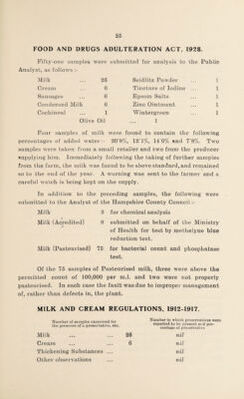 25
FOOD AND DRUGS ADULTERATION ACT, 1928.
Fifty-one samples were submitted for analysis to the Public
Analyst, as follows :-
Milk ... 26 Seidlitz Powder ... 1
Cream ... 6 Tincture of Iodine ... 1
Sausages ... 6 Epsom Salts ... 1
Condensed Milk ... 6 Zinc Ointment ... 1
Cochineal ... 1 Wintergreen ... 1
Olive Oil ... 1
Four samples of milk were found to contain the following
percentages of added water :- 20·9%, 13·1%, 14·0% and 7·9%. Two
samples were taken from a small retailer and two from the producer
supplying him. Immediately following the taking of further samples
from the farm, the milk was found to be above standard, and remained
so to the end of the year. A warning was sent to the farmer and a
careful watch is being kept on the supply.
In addition to the preceding samples, the following were
submitted to the Analyst of the Hampshire County Council :-
Milk 3 for chemical analysis
Milk (Accredited) 9 submitted on behalf of the Ministry
of Health for test by methelyne blue
reduction test.
Milk (Pasteurised) 75 for bacterial count and phosphatase
test.
Of the 75 samples of Pasteurised milk, three were above the
permitted count of 100,000 per m.l. and two were not properly
pasteurised. In each case the fault was due to improper management
of, rather than defects in, the plant.
MILK AND CREAM REGULATIONS, 1912-1917.
Number of samples examined for
the presence of a preservative, etc.
Number in which preservatives were
reported to be present and per-
centage of preservative
Milk ... ... 26 nil
Cream ... ... 6 nil
Thickening Substances ... nil
Other observations ... nil